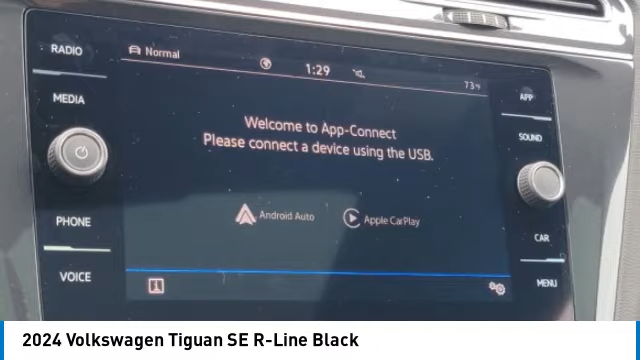 RADIO
MEDIA
PHONE
VOICE
Normal
1:29
73°F
Welcome to App-Connect
Please connect a device using the USB.
Android Auto
Apple CarPlay
APP
SOUND
CAR
MENU
2024 Volkswagen Tiguan SE R-Line Black